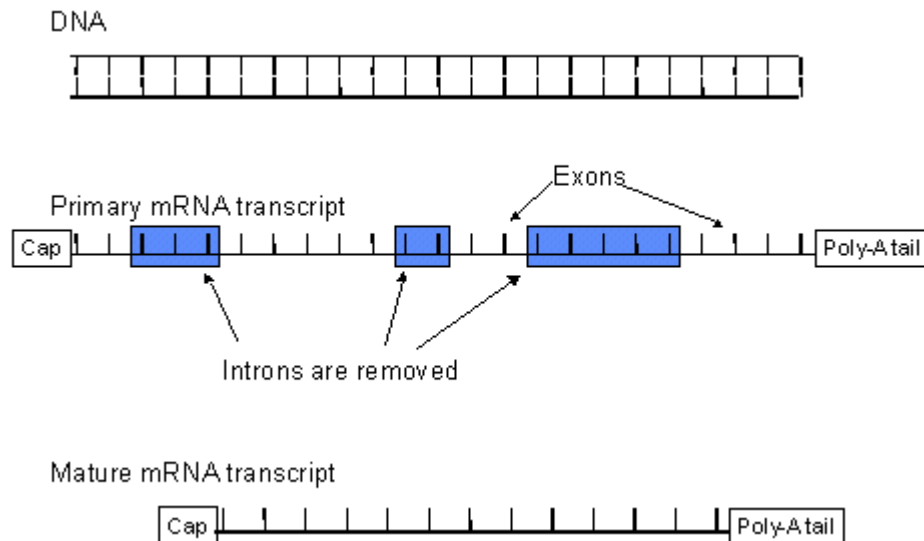 DNA
Exons
Primary mRNA transcript
Cap
Poly-A tail
Introns are removed
Mature mRNA transcript
Cap
Poly-A tail